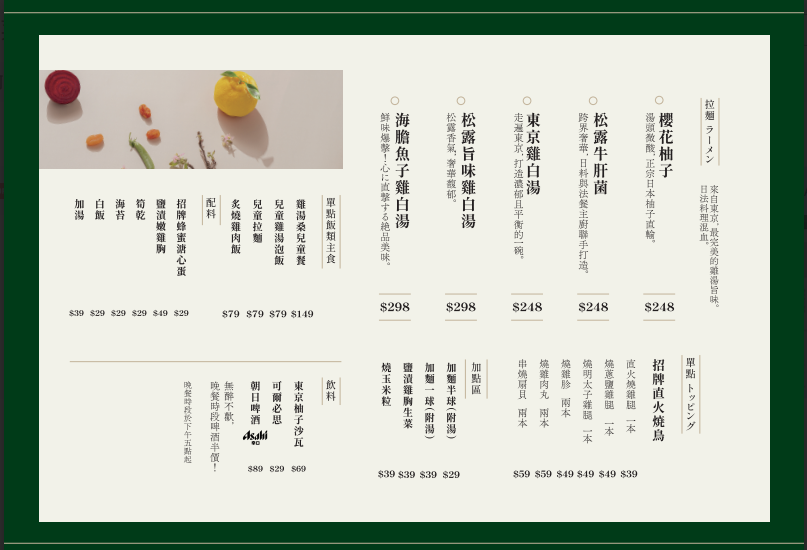 拉麵 ラーメン
來自東京，最完美的雞湯旨味。
日法料理混血。
櫻花柚子
湯頭微酸，正宗日本柚子直輸。
$248
松露牛肝菌
跨界奢華，日料與法餐主廚聯手打造。
$248
東京雞白湯
走遍東京，打造濃郁且平衡的一碗。
$248
松露旨味雞白湯
松露香氣，奢華馥郁。
$298
海膽魚子雞白湯
鮮味爆擊！心に直撃する絶品美味。
$298
單點飯類主食
雞湯桑兒童餐
$149
兒童雞湯泡飯
$79
兒童拉麵
$79
炙燒雞肉飯
$79
配料
招牌蜂蜜溏心蛋
$29
鹽漬嫩雞胸
$49
筍乾
$29
海苔
$29
白飯
$29
加湯
$39
單點 トッピング
招牌直火燒鳥
直火燒雞腿 一本
$39
燒蔥鹽雞腿 一本
$49
燒明太子雞腿 一本
$49
燒雞胗 兩本
$49
燒雞肉丸 兩本
$59
串燒扇貝 兩本
$59
加點區
加麵半球(附湯)
$29
加麵一球(附湯)
$39
鹽漬雞胸生菜
$39
燒玉米粒
$39
飲料
東京柚子沙瓦
$69
可爾必思
$29
朝日啤酒
Asahi
$89
無醉不歡，
晚餐時段啤酒半價！
晚餐時段於下午五點起